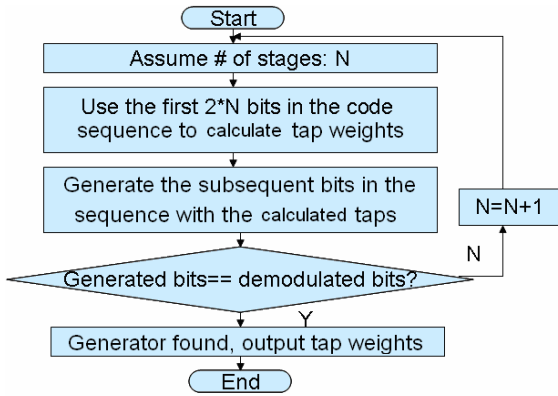 Start
Assume # of stages: N
Use the first 2*N bits in the code
sequence to calculate tap weights
Generate the subsequent bits in the
sequence with the calculated taps
N=N+1
N
Generated bits== demodulated bits?
Y
Generator found, output tap weights
End